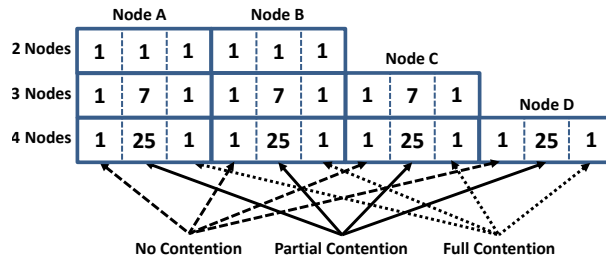 Node A Node B
2 Nodes 1 1 1 1 1 1 Node C
3 Nodes 1 7 1 1 7 1 1 7 1 Node D
4 Nodes 1 25 1 1 25 1 1 25 1 1 25 1
No Contention Partial Contention Full Contention